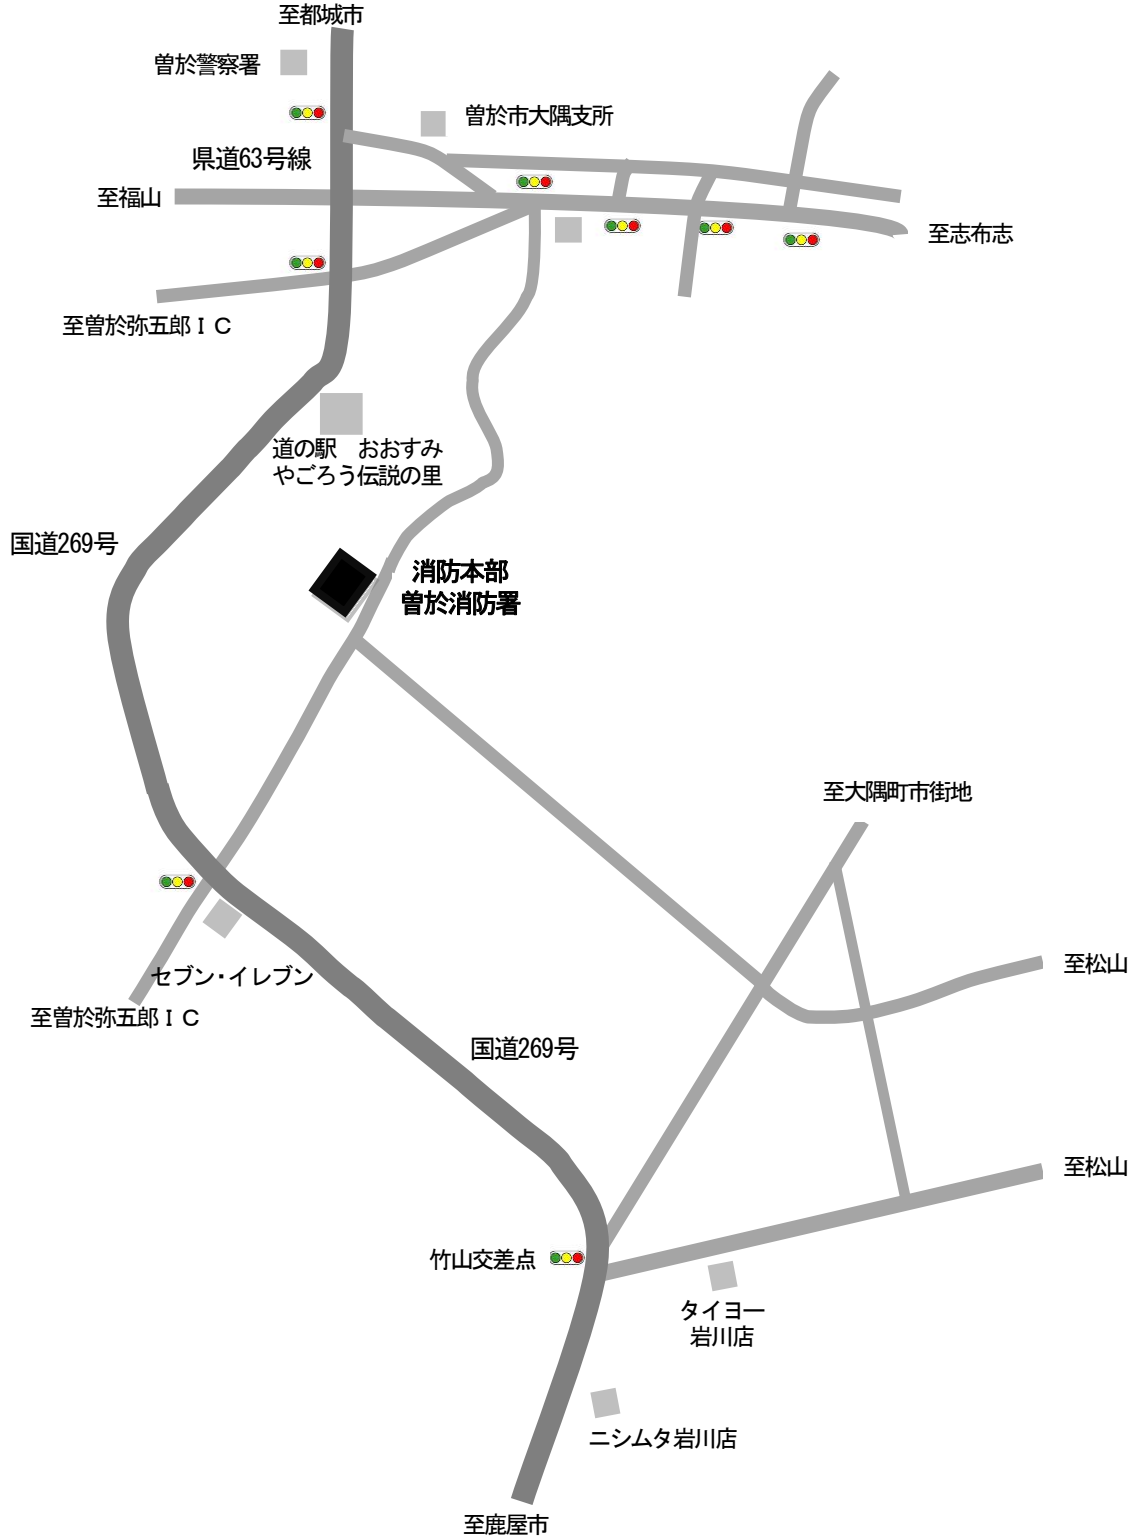 至都城市
曽於警察署
曽於市大隅支所
県道63号線
至福山
至志布志
至曽於弥五郎ＩＣ
道の駅　おおすみ
やごろう伝説の里
国道269号
消防本部
曽於消防署
至大隅町市街地
至松山
セブン・イレブン
至曽於弥五郎ＩＣ
国道269号
至松山
竹山交差点
タイヨー
岩川店
ニシムタ岩川店
至鹿屋市